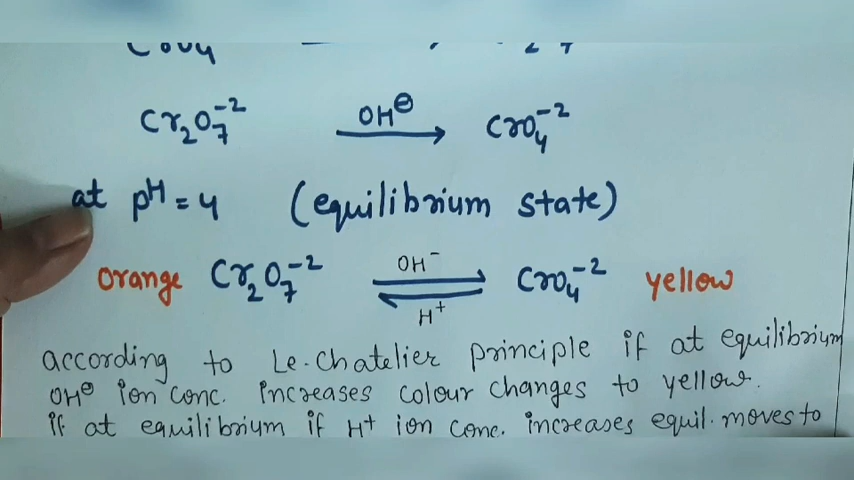 Cr₂O₇⁻² OH⊖ → CrO₄⁻²
at pH = 4 (equilibrium state)
orange Cr₂O₇⁻² OH⁻ ⇌ H⁺ CrO₄⁻² yellow
according to Le-Chatelier principle if at equilibrium
OH⊖ ion conc. increases colour changes to yellow.
if at equilibrium if H⁺ ion conc. increases equil. moves to